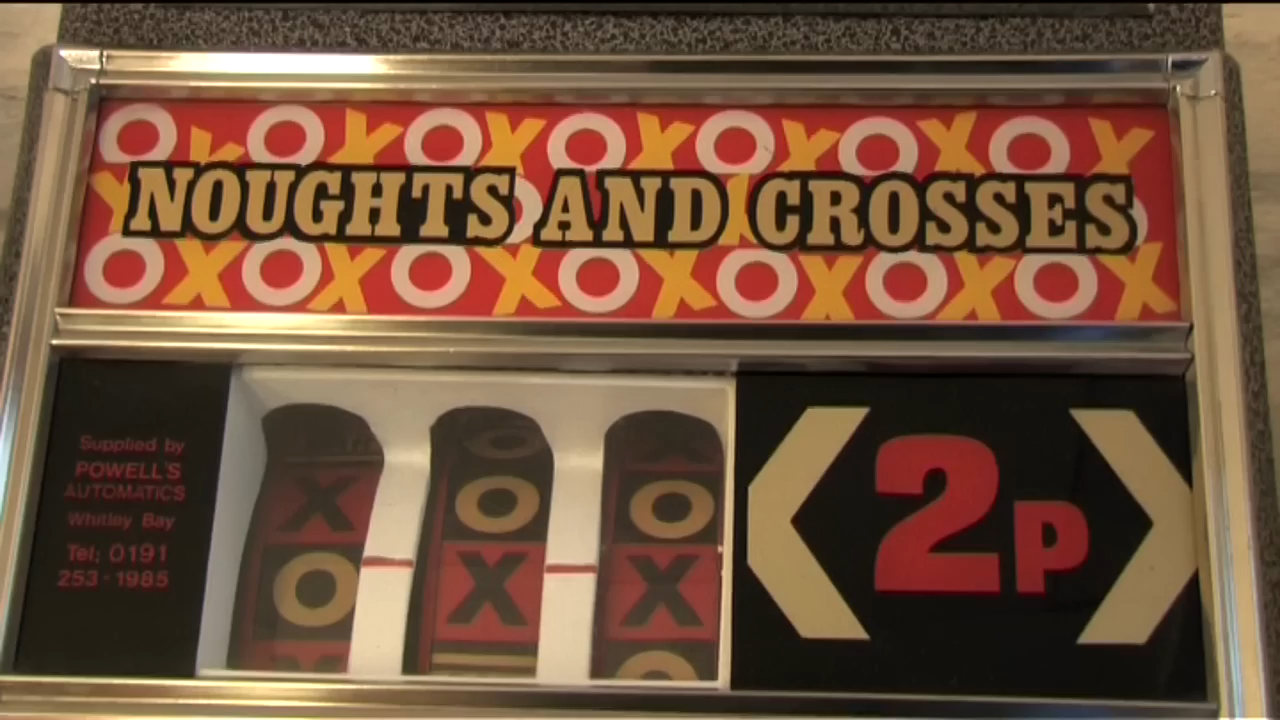 NOUGHTS AND CROSSES
Supplied by
POWELL'S
AUTOMATICS
Whitley Bay
Tel: 0191
253-1985
X O O
O X X
2P